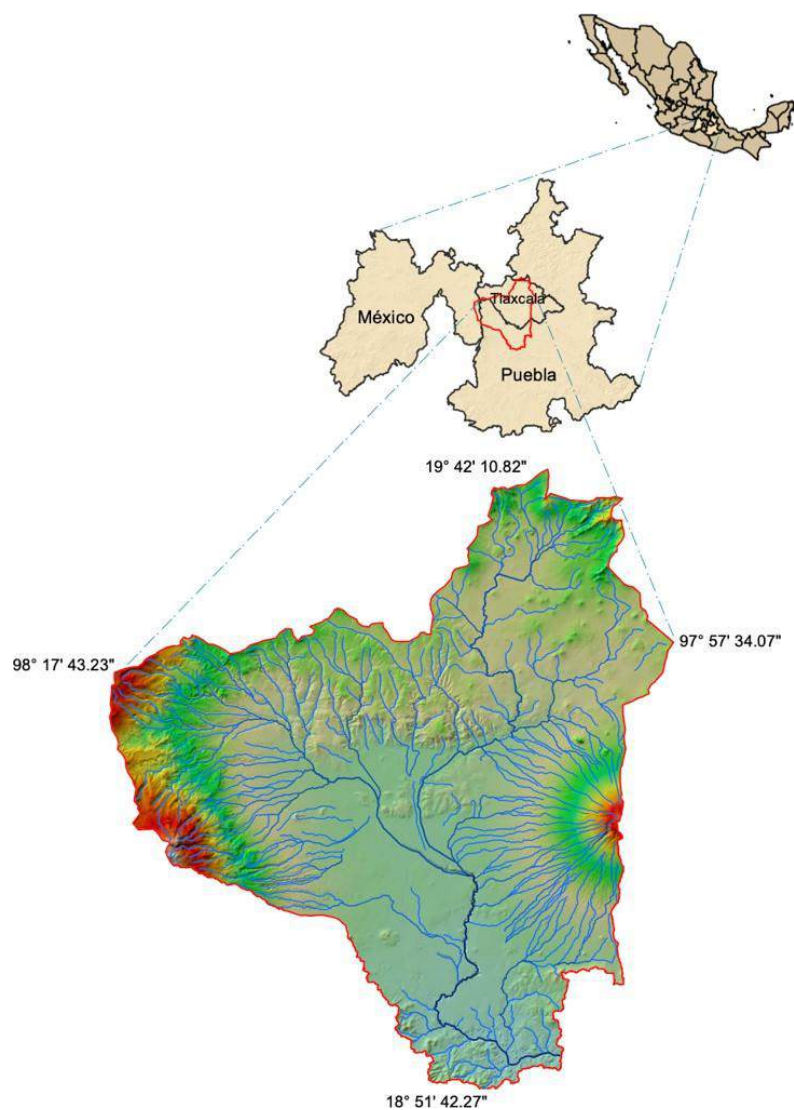 Tlaxcala
México
Puebla
19° 42' 10.82"
97° 57' 34.07"
98° 17' 43.23"
18° 51' 42.27"